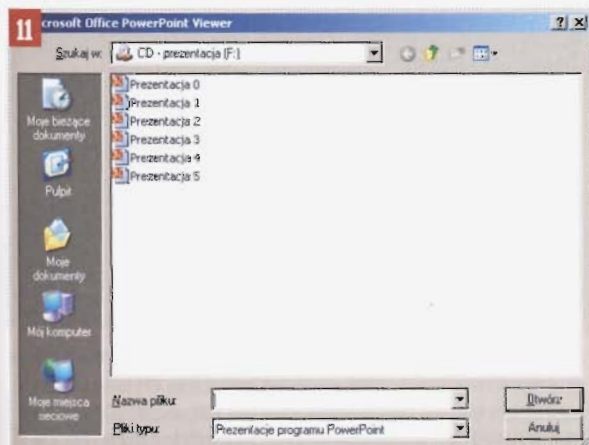 11
crosoft Office PowerPoint Viewer
Szukaj w: CD - prezentacja (F:)
Prezentacja 0
Prezentacja 1
Prezentacja 2
Prezentacja 3
Prezentacja 4
Prezentacja 5
Moje bieżące
dokumenty
Pulpit
Moje
dokumenty
Mój komputer
Moje miejsca
sieciowe
Nazwa pliku:
Otwórz
Pliki typu: Prezentacje programu PowerPoint
Anuluj